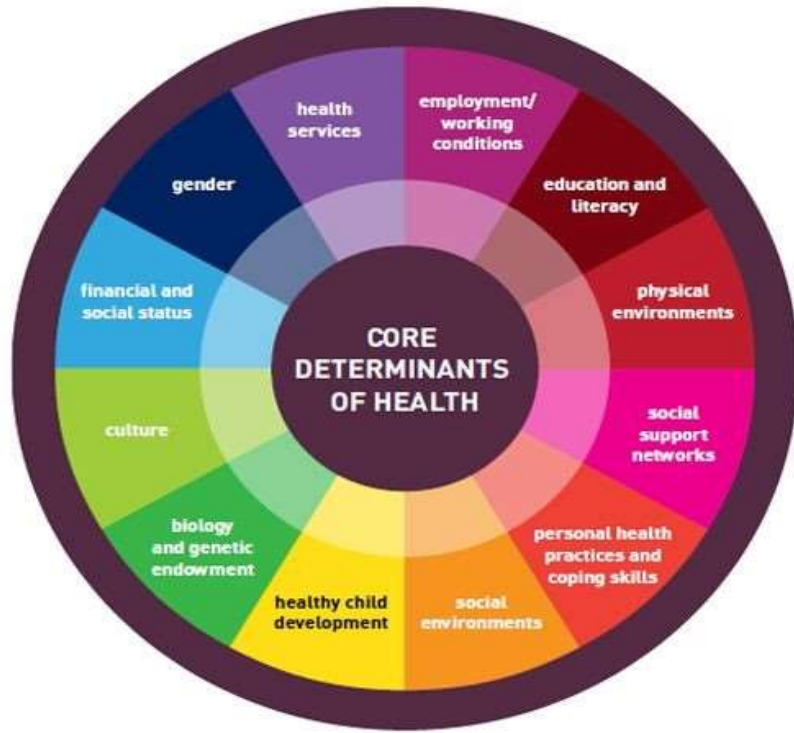 health
services
employment/
working
conditions
education and
literacy
physical
environments
social
support
networks
personal health
practices and
coping skills
social
environments
healthy child
development
biology
and genetic
endowment
culture
financial and
social status
gender
CORE
DETERMINANTS
OF HEALTH